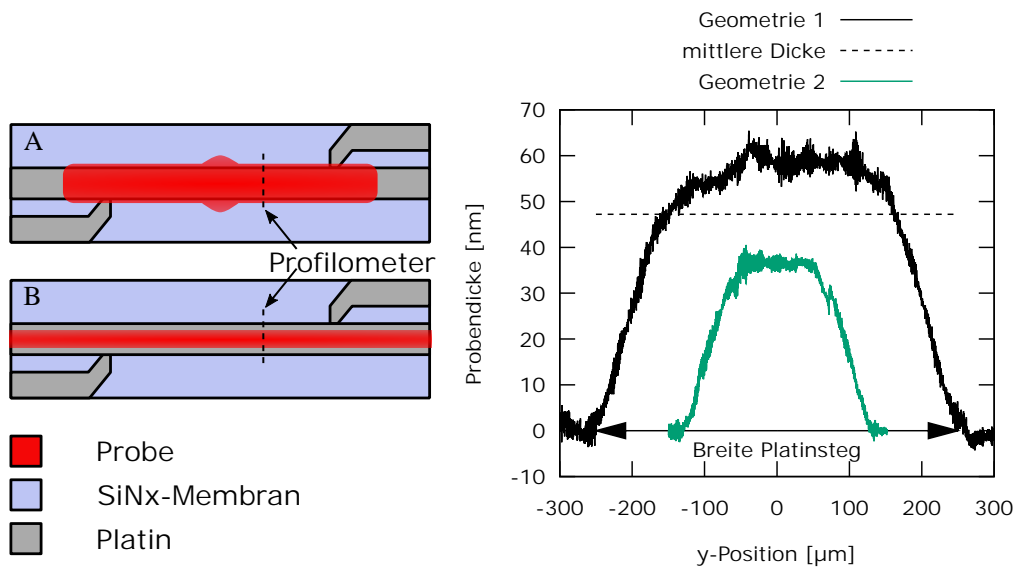 A
Profilometer
B
Probe
SiNx-Membran
Platin
Geometrie 1
mittlere Dicke
Geometrie 2
Probendicke [nm]
70
60
50
40
30
20
10
0
-10
Breite Platinsteg
-300 -200 -100 0 100 200 300
y-Position [µm]